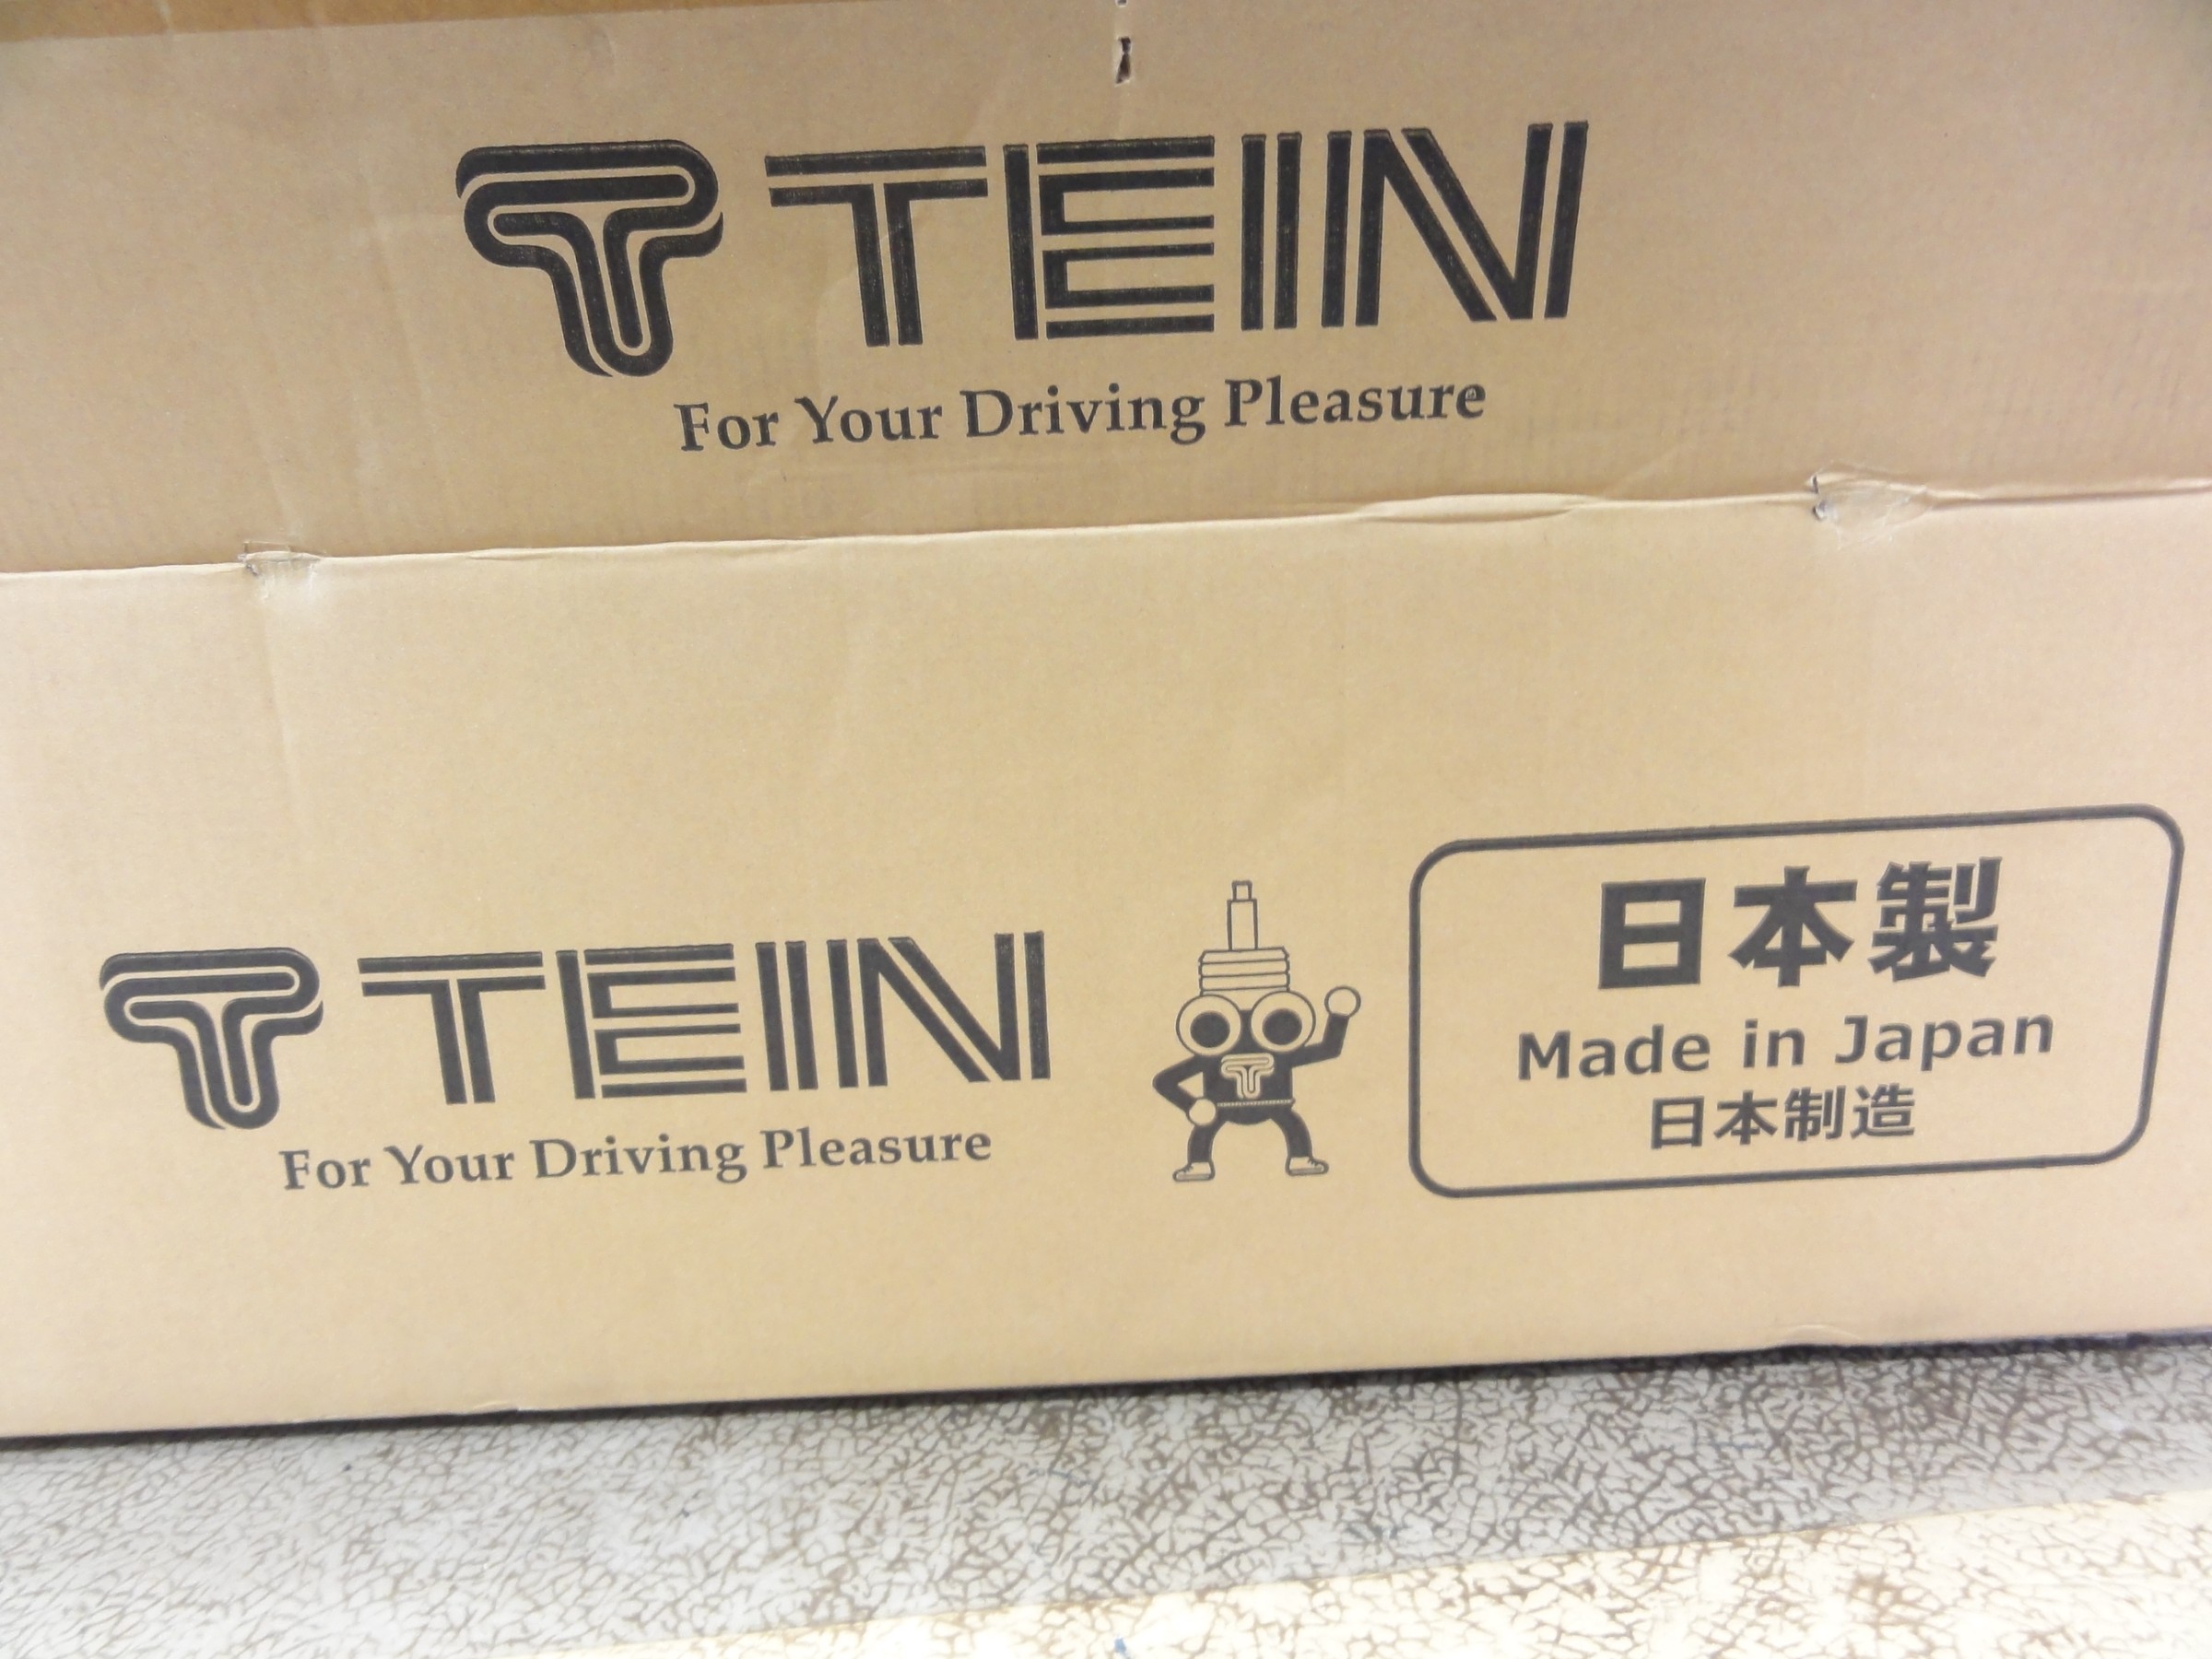 TEIN
For Your Driving Pleasure
TEIN
For Your Driving Pleasure
日本製
Made in Japan
日本制造